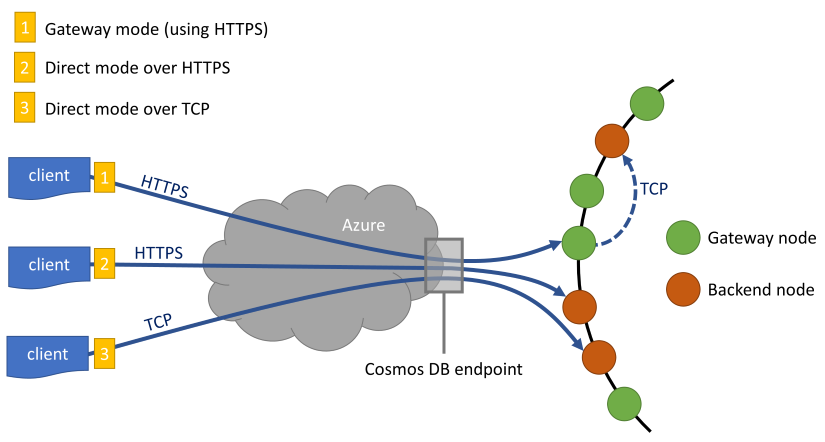 1 Gateway mode (using HTTPS)
2 Direct mode over HTTPS
3 Direct mode over TCP
client 1 HTTPS
client 2 HTTPS
client 3 TCP
Azure
Cosmos DB endpoint
TCP
Gateway node
Backend node